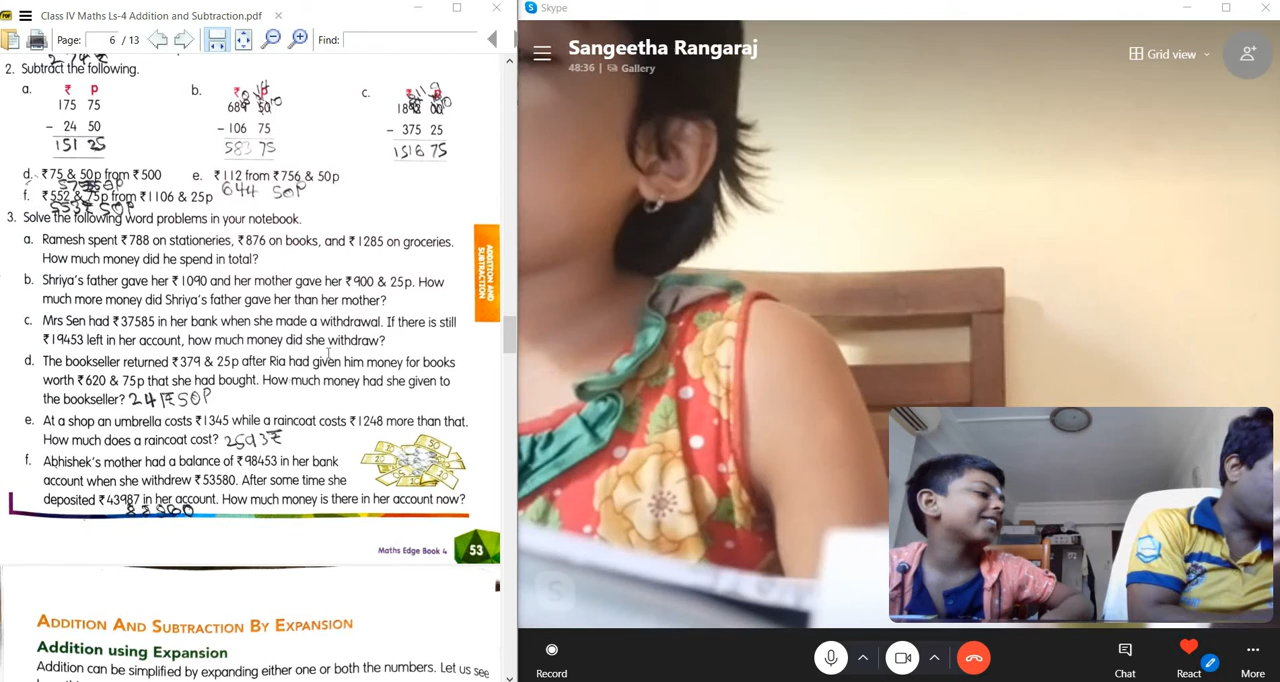 Class IV Maths Ls-4 Addition and Subtraction.pdf
Skype
Page: 6 / 13
Find:
Sangeetha Rangaraj
48:36 | Gallery
Grid view
2. Subtract the following.
a. ₹ p
175 75
- 24 50
151 25
b. ₹ p
684 50
- 106 75
583 75
c. ₹ p
- 375 25
1516 75
d. ₹75 & 50p from ₹500
e. ₹112 from ₹756 & 50p
644 50P
f. ₹552 & 75p from ₹1106 & 25p
553₹ 50P
3. Solve the following word problems in your notebook.
a. Ramesh spent ₹788 on stationeries, ₹876 on books, and ₹1285 on groceries.
How much money did he spend in total?
b. Shriya's father gave her ₹1090 and her mother gave her ₹900 & 25p. How
much more money did Shriya's father gave her than her mother?
c. Mrs Sen had ₹37585 in her bank when she made a withdrawal. If there is still
₹19453 left in her account, how much money did she withdraw?
d. The bookseller returned ₹379 & 25p after Ria had given him money for books
worth ₹620 & 75p that she had bought. How much money had she given to
the bookseller? 241₹50P
e. At a shop an umbrella costs ₹1345 while a raincoat costs ₹1248 more than that.
How much does a raincoat cost? 2593₹
f. Abhishek's mother had a balance of ₹98453 in her bank
account when she withdrew ₹53580. After some time she
deposited ₹43987 in her account. How much money is there in her account now?
ADDITION AND
SUBTRACTION
Maths Edge Book 4 53
ADDITION AND SUBTRACTION BY EXPANSION
Addition using Expansion
Addition can be simplified by expanding either one or both the numbers. Let us see
Record
Chat
React
More